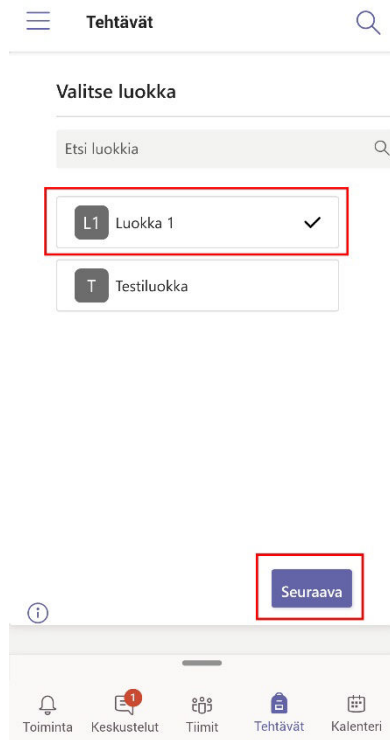 Tehtävät
Valitse luokka
Etsi luokkia
L1 Luokka 1
T Testiluokka
Seuraava
1
Toiminta Keskustelut Tiimit Tehtävät Kalenteri